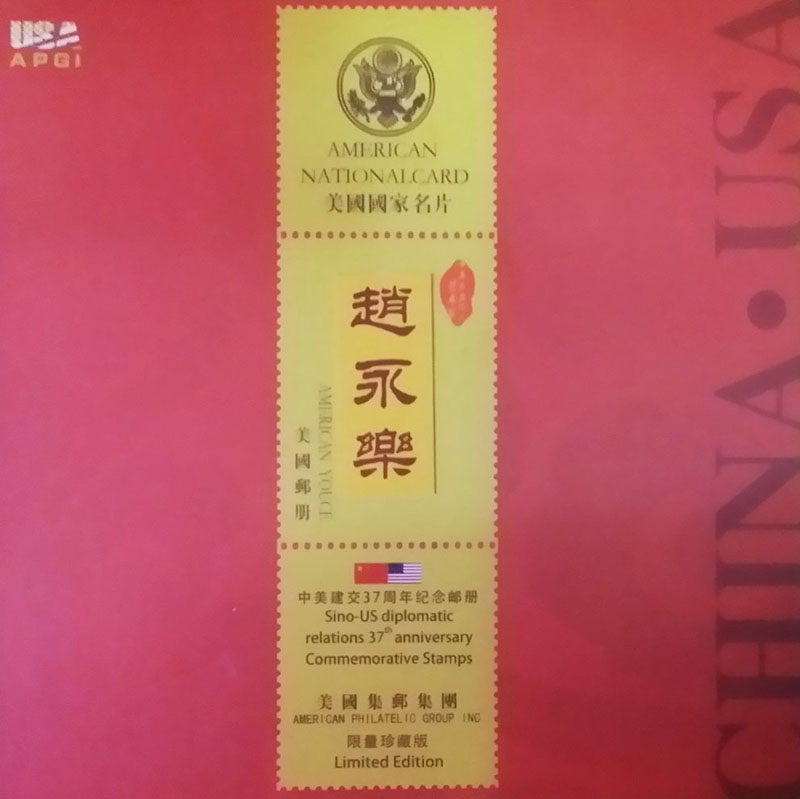 USA
APGI
AMERICAN
NATIONALCARD
美國國家名片
趙永樂
AMERICAN YOUCE
美國郵册
中美建交37周年纪念邮册
Sino-US diplomatic
relations 37th anniversary
Commemorative Stamps
美國集郵集團
AMERICAN PHILATELIC GROUP INC
限量珍藏版
Limited Edition
CHINA·USA